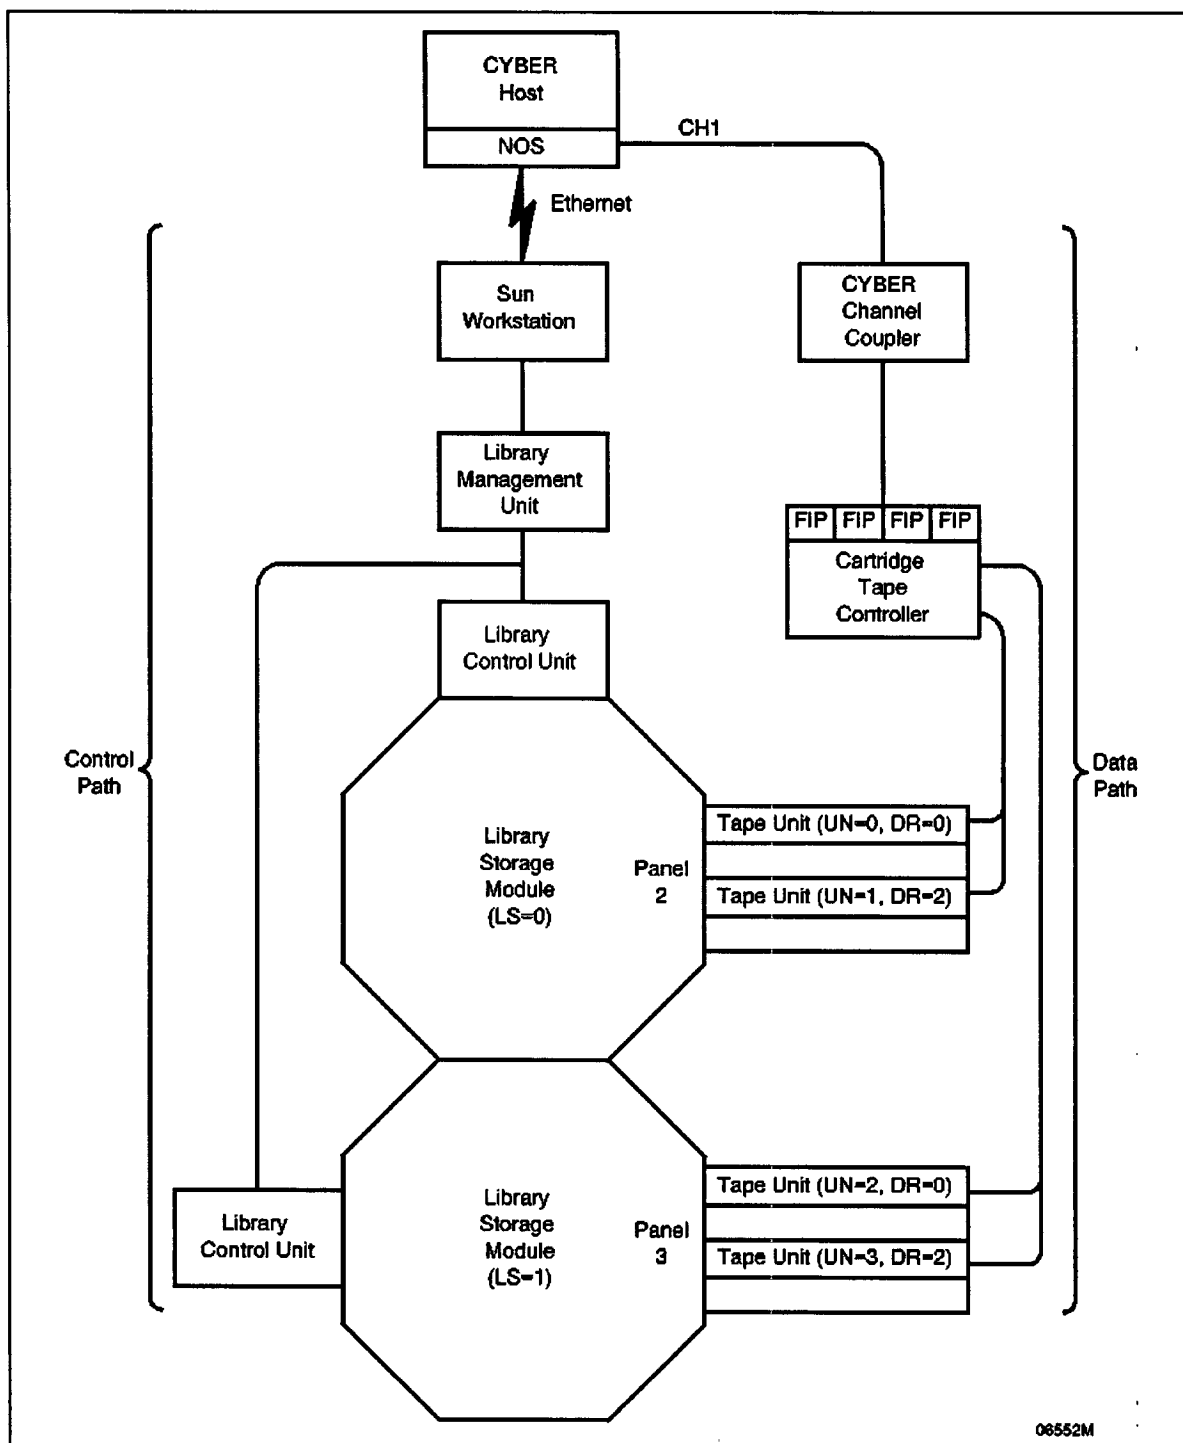 CYBER
Host
NOS
CH1
Ethernet
Sun
Workstation
CYBER
Channel
Coupler
Library
Management
Unit
FIP FIP FIP FIP
Cartridge
Tape
Controller
Library
Control Unit
Control
Path
Data
Path
Library
Storage
Module
(LS=0)
Panel
2
Tape Unit (UN=0, DR=0)
Tape Unit (UN=1, DR=2)
Library
Control Unit
Library
Storage
Module
(LS=1)
Panel
3
Tape Unit (UN=2, DR=0)
Tape Unit (UN=3, DR=2)
06552M